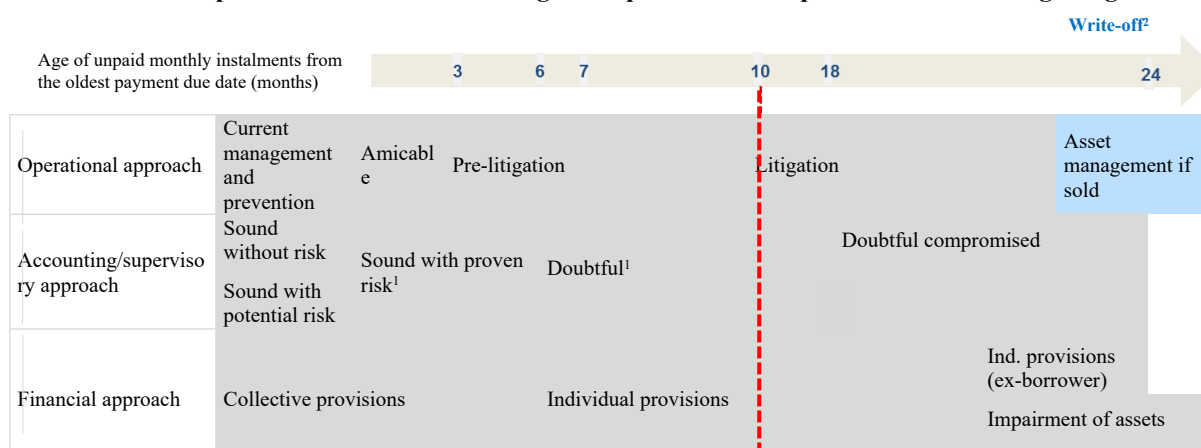 Write-off²
Age of unpaid monthly instalments from
the oldest payment due date (months)
3 6 7 10 18 24
Operational approach
Current
management
and
prevention
Amicabl
e
Pre-litigation
Litigation
Asset
management if
sold
Accounting/superviso
ry approach
Sound
without risk
Sound with
potential risk
Sound with proven
risk¹
Doubtful¹
Doubtful compromised
Financial approach
Collective provisions
Individual provisions
Ind. provisions
(ex-borrower)
Impairment of assets